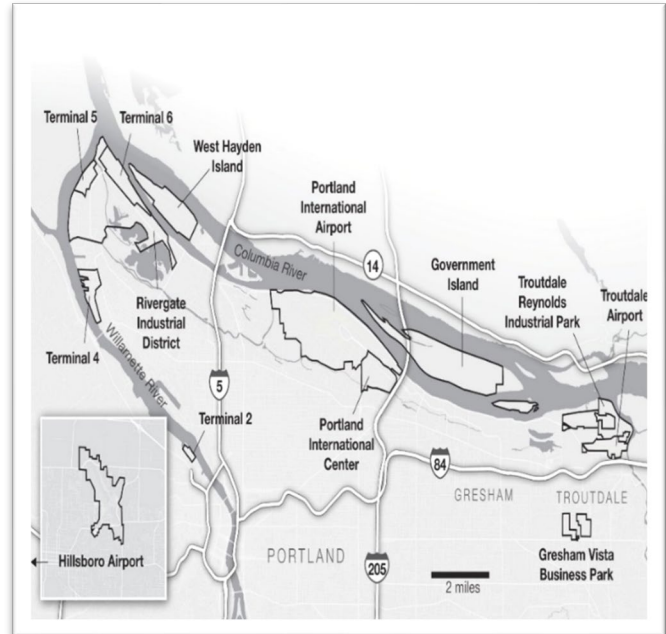 Terminal 5
Terminal 6
West Hayden
Island
Portland
International
Airport
Columbia River
14
Government
Island
Troutdale
Reynolds
Industrial Park
Troutdale
Airport
Rivergate
Industrial
District
Terminal 4
Willamette River
5
Terminal 2
Portland
International
Center
84
GRESHAM
TROUTDALE
Hillsboro Airport
PORTLAND
205
2 miles
Gresham Vista
Business Park